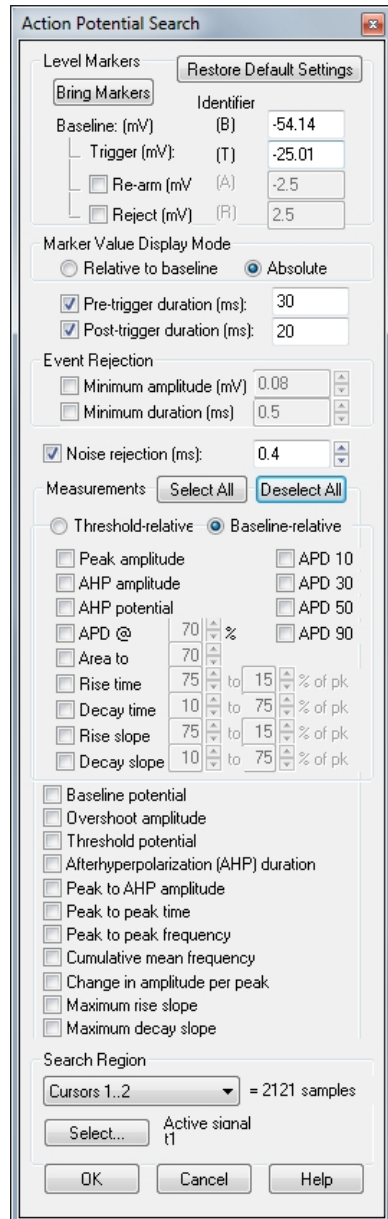 Action Potential Search
Level Markers
Restore Default Settings
Bring Markers
Identifier
Baseline: (mV) (B) -54.14
Trigger (mV): (T) -25.01
Re-arm (mV (A) -2.5
Reject (mV) (R) 2.5
Marker Value Display Mode
Relative to baseline Absolute
Pre-trigger duration (ms): 30
Post-trigger duration (ms): 20
Event Rejection
Minimum amplitude (mV) 0.08
Minimum duration (ms) 0.5
Noise rejection (ms): 0.4
Measurements Select All Deselect All
Threshold-relative Baseline-relative
Peak amplitude APD 10
AHP amplitude APD 30
AHP potential APD 50
APD @ 70 % APD 90
Area to 70
Rise time 75 to 15 % of pk
Decay time 10 to 75 % of pk
Rise slope 75 to 15 % of pk
Decay slope 10 to 75 % of pk
Baseline potential
Overshoot amplitude
Threshold potential
Afterhyperpolarization (AHP) duration
Peak to AHP amplitude
Peak to peak time
Peak to peak frequency
Cumulative mean frequency
Change in amplitude per peak
Maximum rise slope
Maximum decay slope
Search Region
Cursors 1..2 = 2121 samples
Select... Active signal
t1
OK Cancel Help